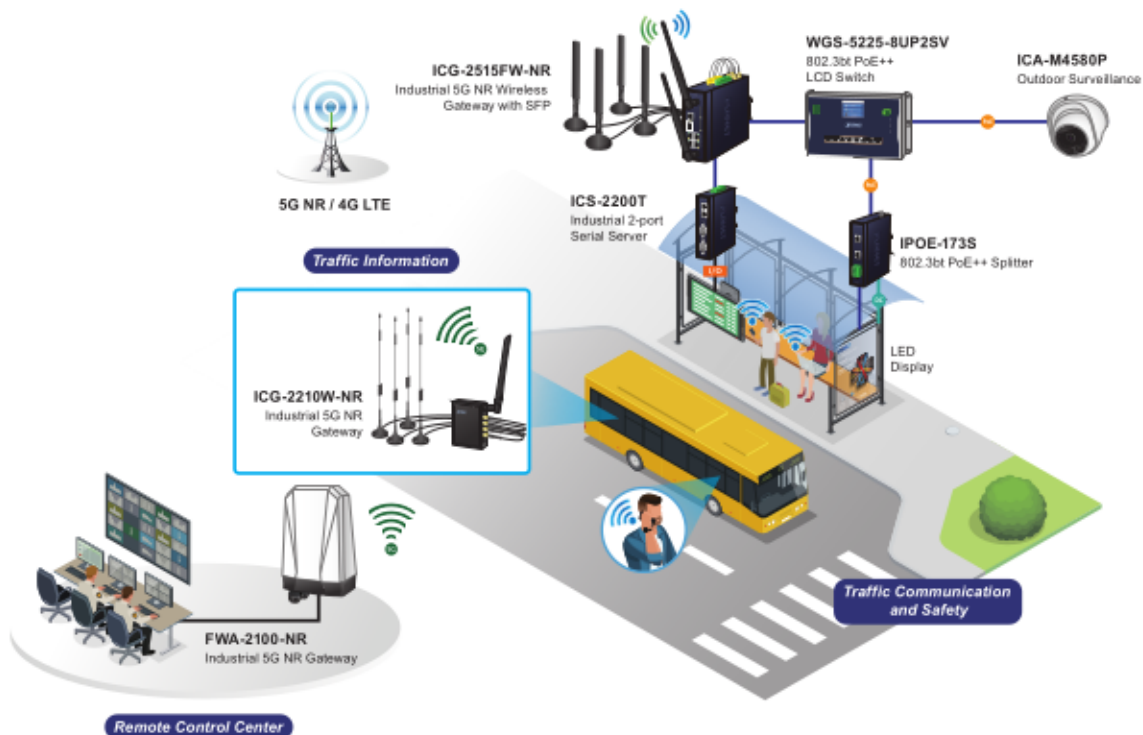 ICG-2515FW-NR
Industrial 5G NR Wireless
Gateway with SFP
WGS-5225-8UP2SV
802.3bt PoE++
LCD Switch
ICA-M4580P
Outdoor Surveillance
5G NR / 4G LTE
ICS-2200T
Industrial 2-port
Serial Server
IPOE-173S
802.3bt PoE++ Splitter
Traffic Information
LED
Display
ICG-2210W-NR
Industrial 5G NR
Gateway
5G
FWA-2100-NR
Industrial 5G NR Gateway
Traffic Communication
and Safety
Remote Control Center